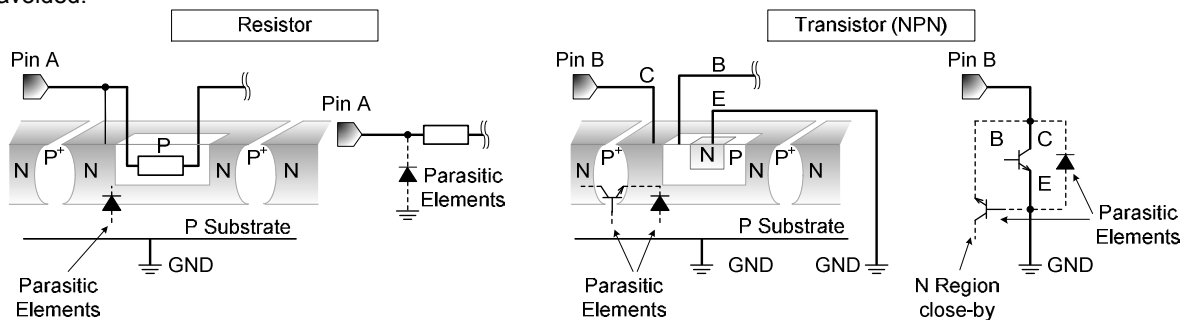 avoided.
Resistor
Transistor (NPN)
Pin A
Pin A
N
P+
N
P
N
P+
N
Parasitic
Elements
P Substrate
GND
Parasitic
Elements
Pin B
C
B
E
N
P+
N
N
P
N
P+
N
P Substrate
GND
GND
Parasitic
Elements
Pin B
B
C
E
Parasitic
Elements
GND
N Region
close-by